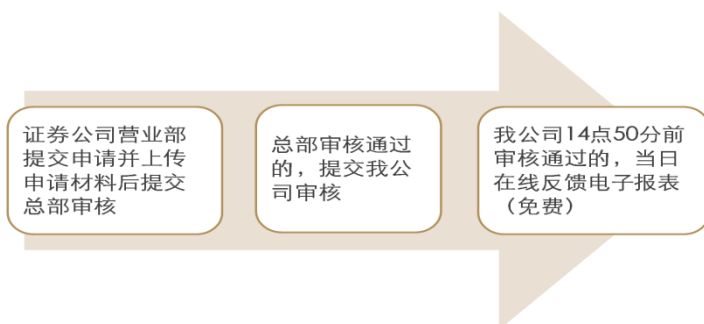 证券公司营业部
提交申请并上传
申请材料后提交
总部审核
总部审核通过
的，提交我公
司审核
我公司14点50分前
审核通过的，当日
在线反馈电子报表
（免费）